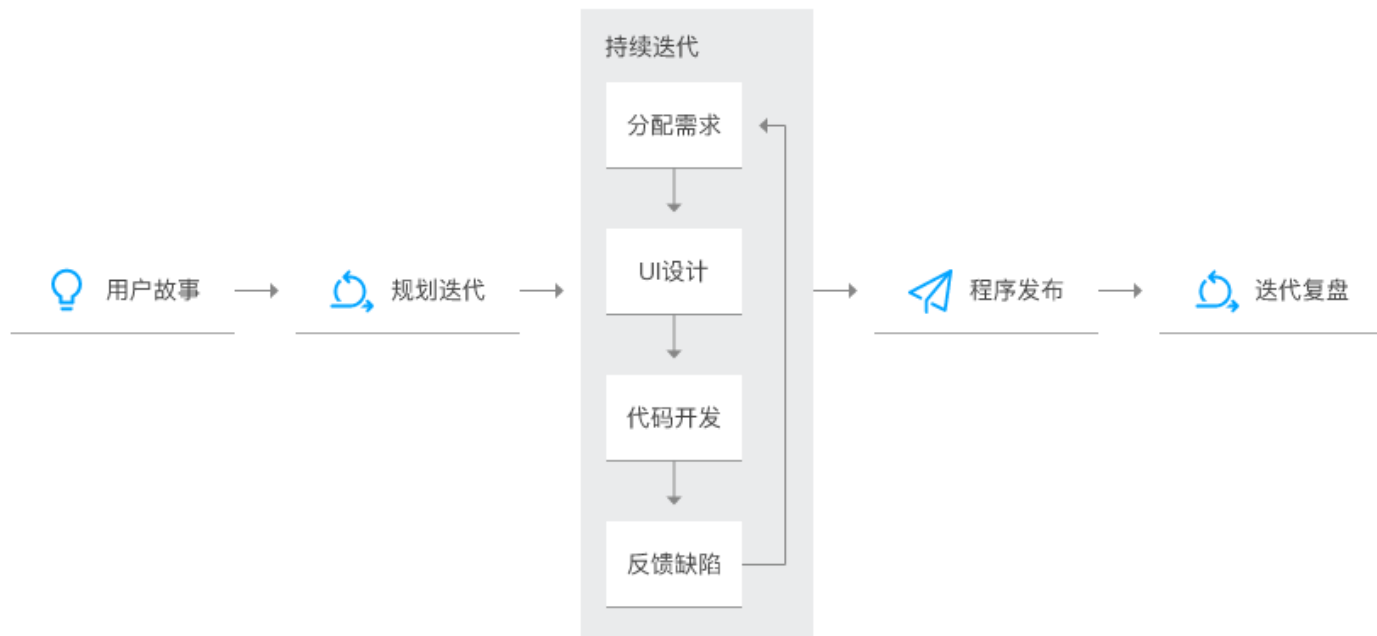 持续迭代
分配需求
UI设计
代码开发
反馈缺陷
用户故事
规划迭代
程序发布
迭代复盘